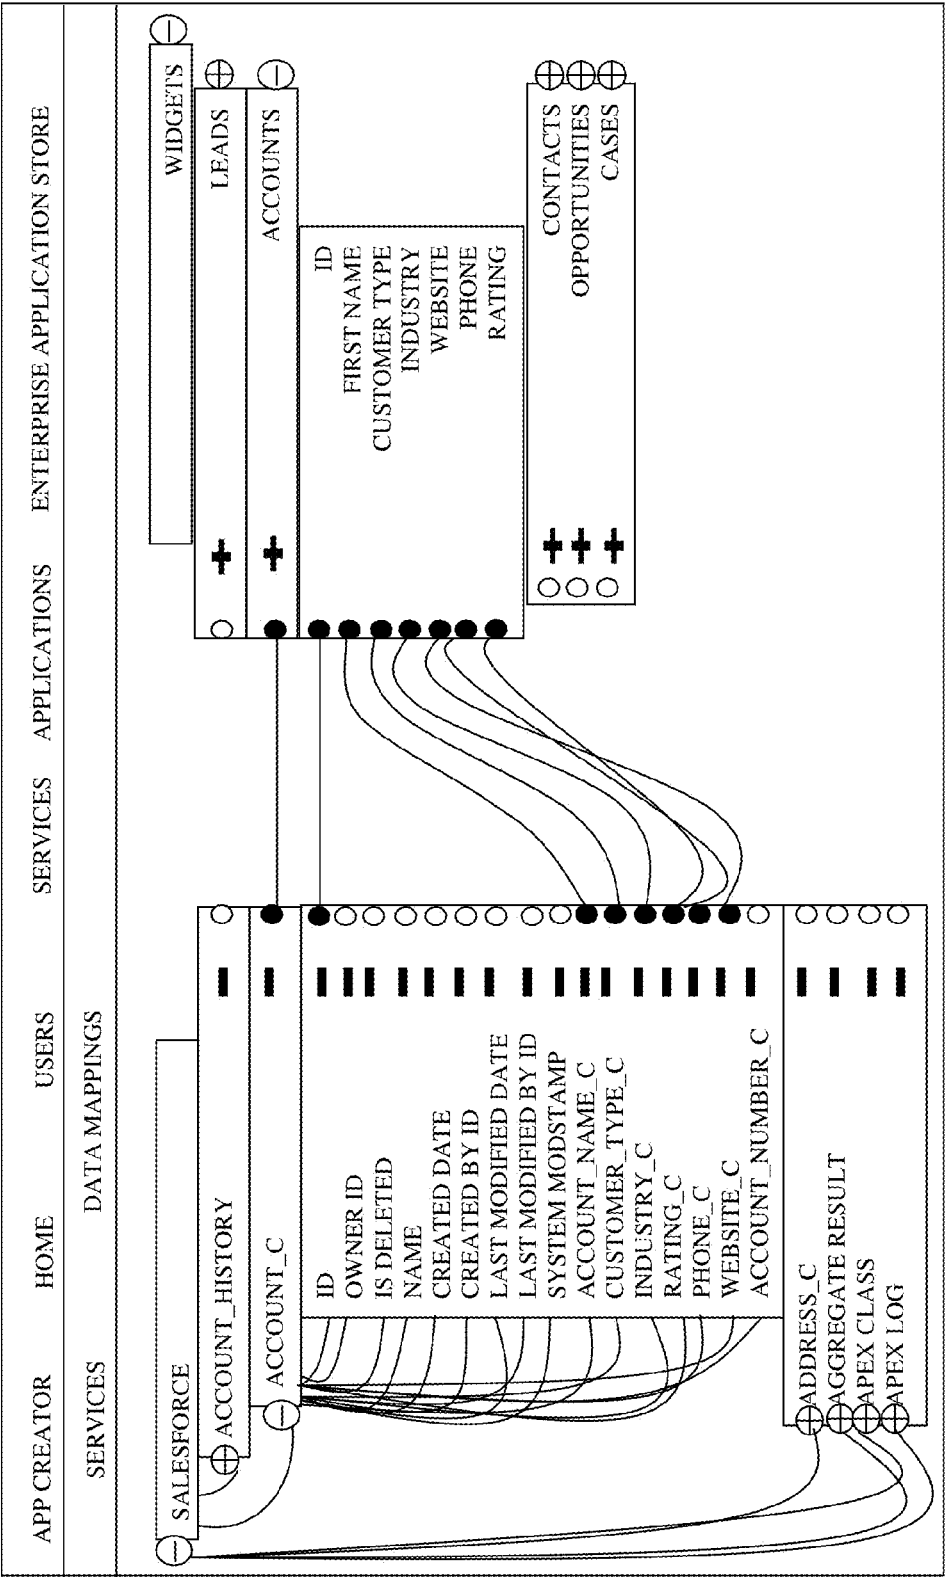 APP CREATOR HOME USERS SERVICES APPLICATIONS ENTERPRISE APPLICATION STORE
SERVICES DATA MAPPINGS
SALESFORCE
ACCOUNT_HISTORY
ACCOUNT_C
ID
OWNER ID
IS DELETED
NAME
CREATED DATE
CREATED BY ID
LAST MODIFIED DATE
LAST MODIFIED BY ID
SYSTEM MODSTAMP
ACCOUNT_NAME_C
CUSTOMER_TYPE_C
INDUSTRY_C
RATING_C
PHONE_C
WEBSITE_C
ACCOUNT_NUMBER_C
ADDRESS_C
AGGREGATE RESULT
APEX CLASS
APEX LOG
WIDGETS
LEADS
ACCOUNTS
ID
FIRST NAME
CUSTOMER TYPE
INDUSTRY
WEBSITE
PHONE
RATING
CONTACTS
OPPORTUNITIES
CASES